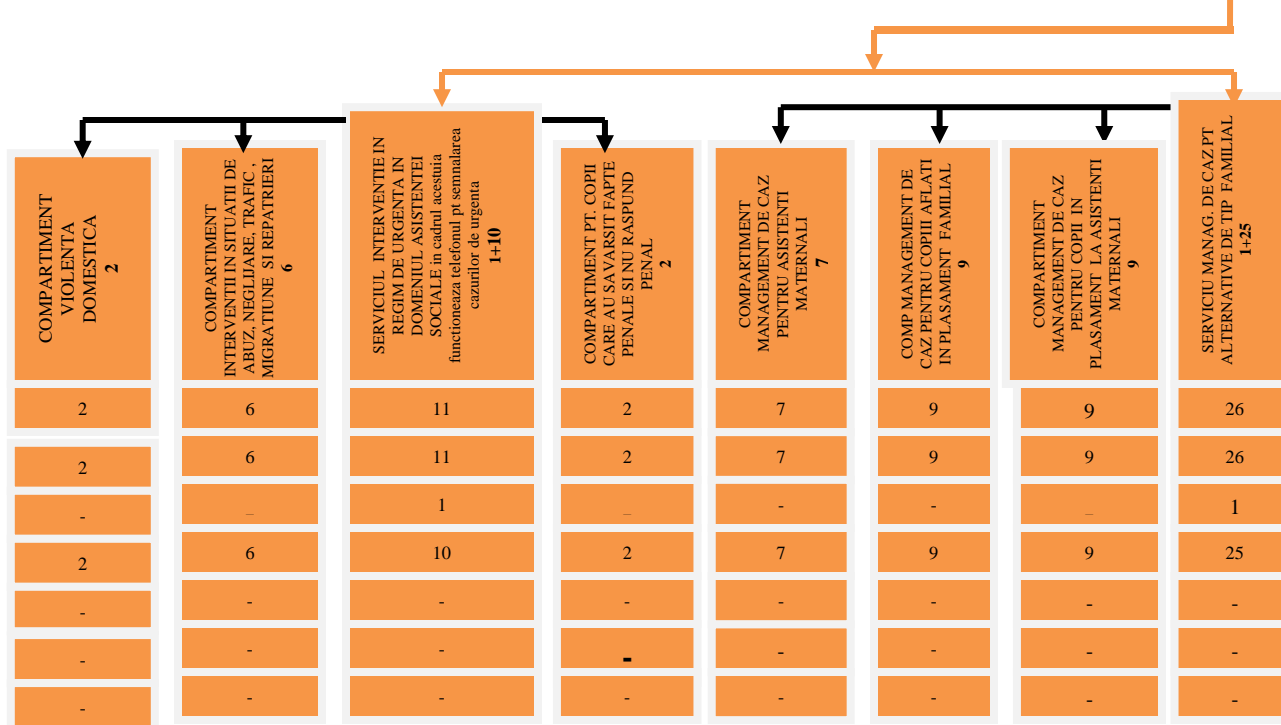 COMPARTIMENT
VIOLENTA
DOMESTICA
2
COMPARTIMENT
INTERVENTII IN SITUATII DE
ABUZ, NEGLIJARE, TRAFIC ,
MIGRATIUNE SI REPATRIERI
6
SERVICIUL INTERVENTIE IN
REGIM DE URGENTA IN
DOMENIUL ASISTENTEI
SOCIALE in cadrul acestuia
functioneaza telefonul pt semnalarea
cazurilor de urgenta
1+10
COMPARTIMENT PT. COPII
CARE AU SAVARSIT FAPTE
PENALE SI NU RASPUND
PENAL
2
COMPARTIMENT
MANAGEMENT DE CAZ
PENTRU ASISTENTI
MATERNALI
7
COMP MANAGEMENT DE
CAZ PENTRU COPIII AFLATI
IN PLASAMENT FAMILIAL
9
COMPARTIMENT
MANAGEMENT DE CAZ
PENTRU COPII IN
PLASAMENT LA ASISTENTI
MATERNALI
9
SERVICIU MANAG. DE CAZ PT
ALTERNATIVE DE TIP FAMILIAL
1+25
2 6 11 2 7 9 9 26
2 6 11 2 7 9 9 26
- _ 1 _ - - _ 1
2 6 10 2 7 9 9 25
- - - - - - - -
- - - - - - - -
- - - - - - - -